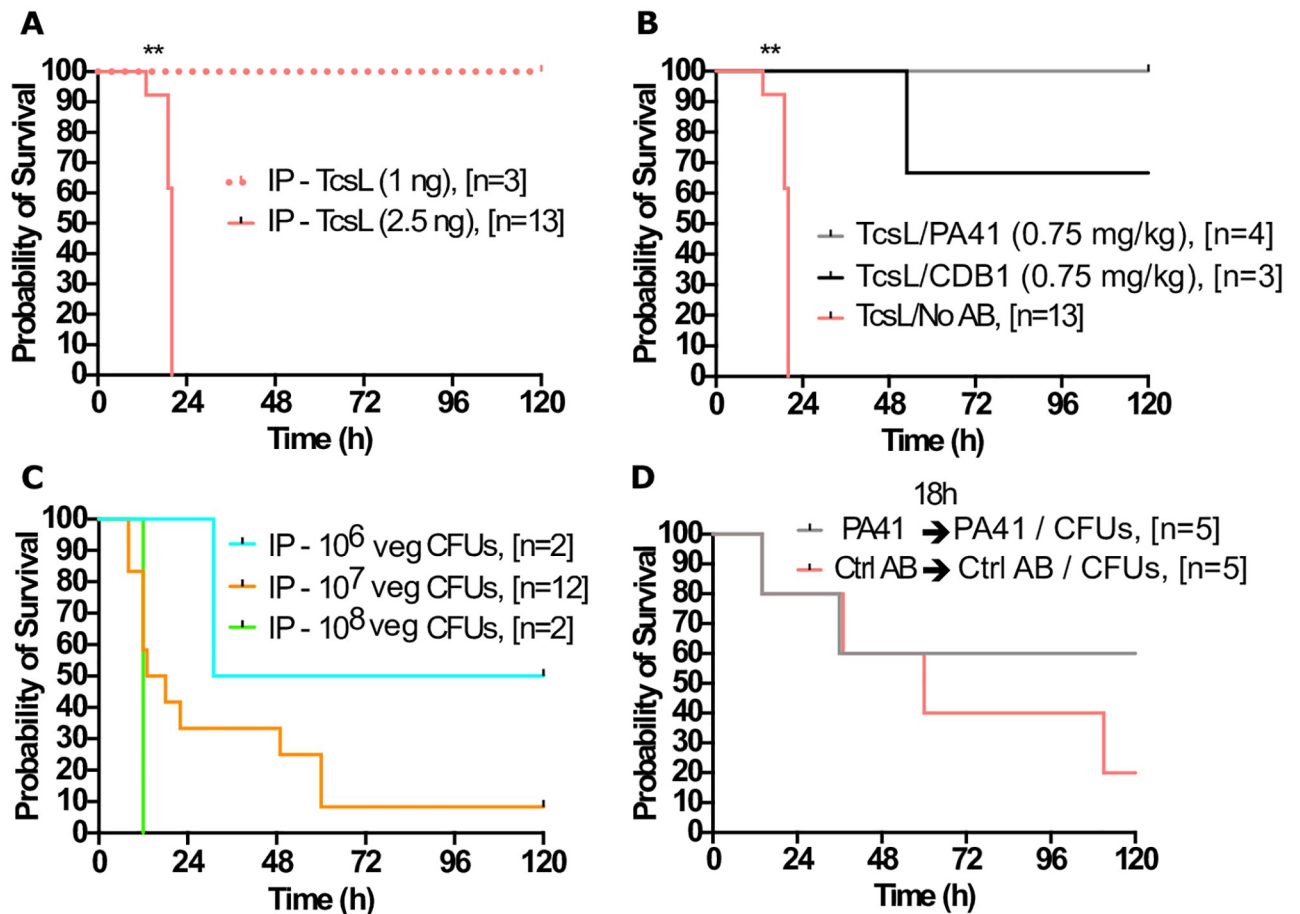 A
**
Probability of Survival
100
90
80
70
60
50
40
30
20
10
0
IP - TcsL (1 ng), [n=3]
IP - TcsL (2.5 ng), [n=13]
0 24 48 72 96 120
Time (h)
B
**
Probability of Survival
100
90
80
70
60
50
40
30
20
10
0
TcsL/PA41 (0.75 mg/kg), [n=4]
TcsL/CDB1 (0.75 mg/kg), [n=3]
TcsL/No AB, [n=13]
0 24 48 72 96 120
Time (h)
C
Probability of Survival
100
90
80
70
60
50
40
30
20
10
0
IP - 10⁶ veg CFUs, [n=2]
IP - 10⁷ veg CFUs, [n=12]
IP - 10⁸ veg CFUs, [n=2]
0 24 48 72 96 120
Time (h)
D
Probability of Survival
100
90
80
70
60
50
40
30
20
10
0
18h
PA41 ➔ PA41 / CFUs, [n=5]
Ctrl AB ➔ Ctrl AB / CFUs, [n=5]
0 24 48 72 96 120
Time (h)